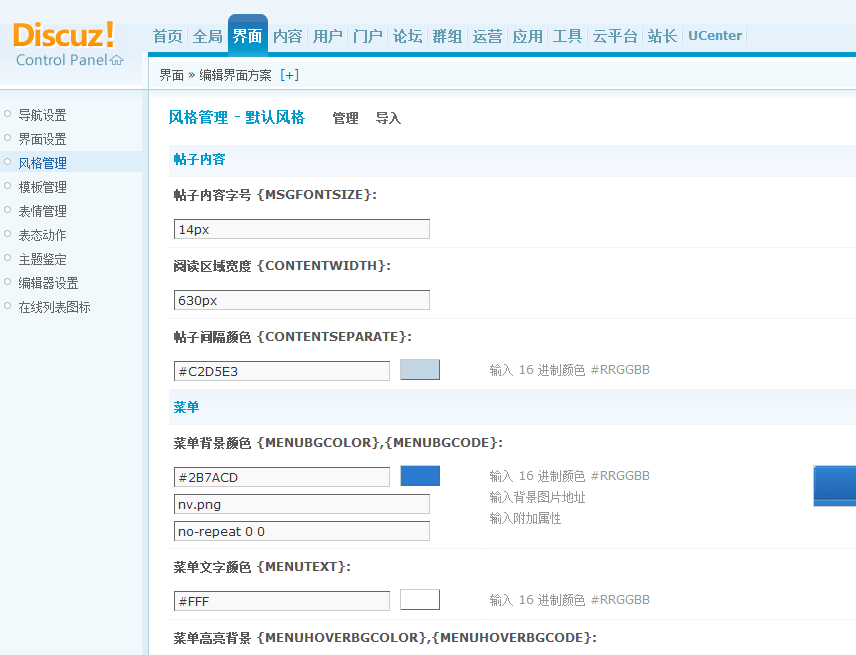 Discuz!
Control Panel
首页 全局 界面 内容 用户 门户 论坛 群组 运营 应用 工具 云平台 站长 UCenter
界面 » 编辑界面方案 [+]
导航设置
界面设置
风格管理
模板管理
表情管理
表态动作
主题鉴定
编辑器设置
在线列表图标
风格管理 - 默认风格 管理 导入
帖子内容
帖子内容字号 {MSGFONTSIZE}:
14px
阅读区域宽度 {CONTENTWIDTH}:
630px
帖子间隔颜色 {CONTENTSEPARATE}:
#C2D5E3 输入 16 进制颜色 #RRGGBB
菜单
菜单背景颜色 {MENUBGCOLOR},{MENUBGCODE}:
#2B7ACD 输入 16 进制颜色 #RRGGBB
nv.png 输入背景图片地址
no-repeat 0 0 输入附加属性
菜单文字颜色 {MENUTEXT}:
#FFF 输入 16 进制颜色 #RRGGBB
菜单高亮背景 {MENUHOVERBGCOLOR},{MENUHOVERBGCODE}: